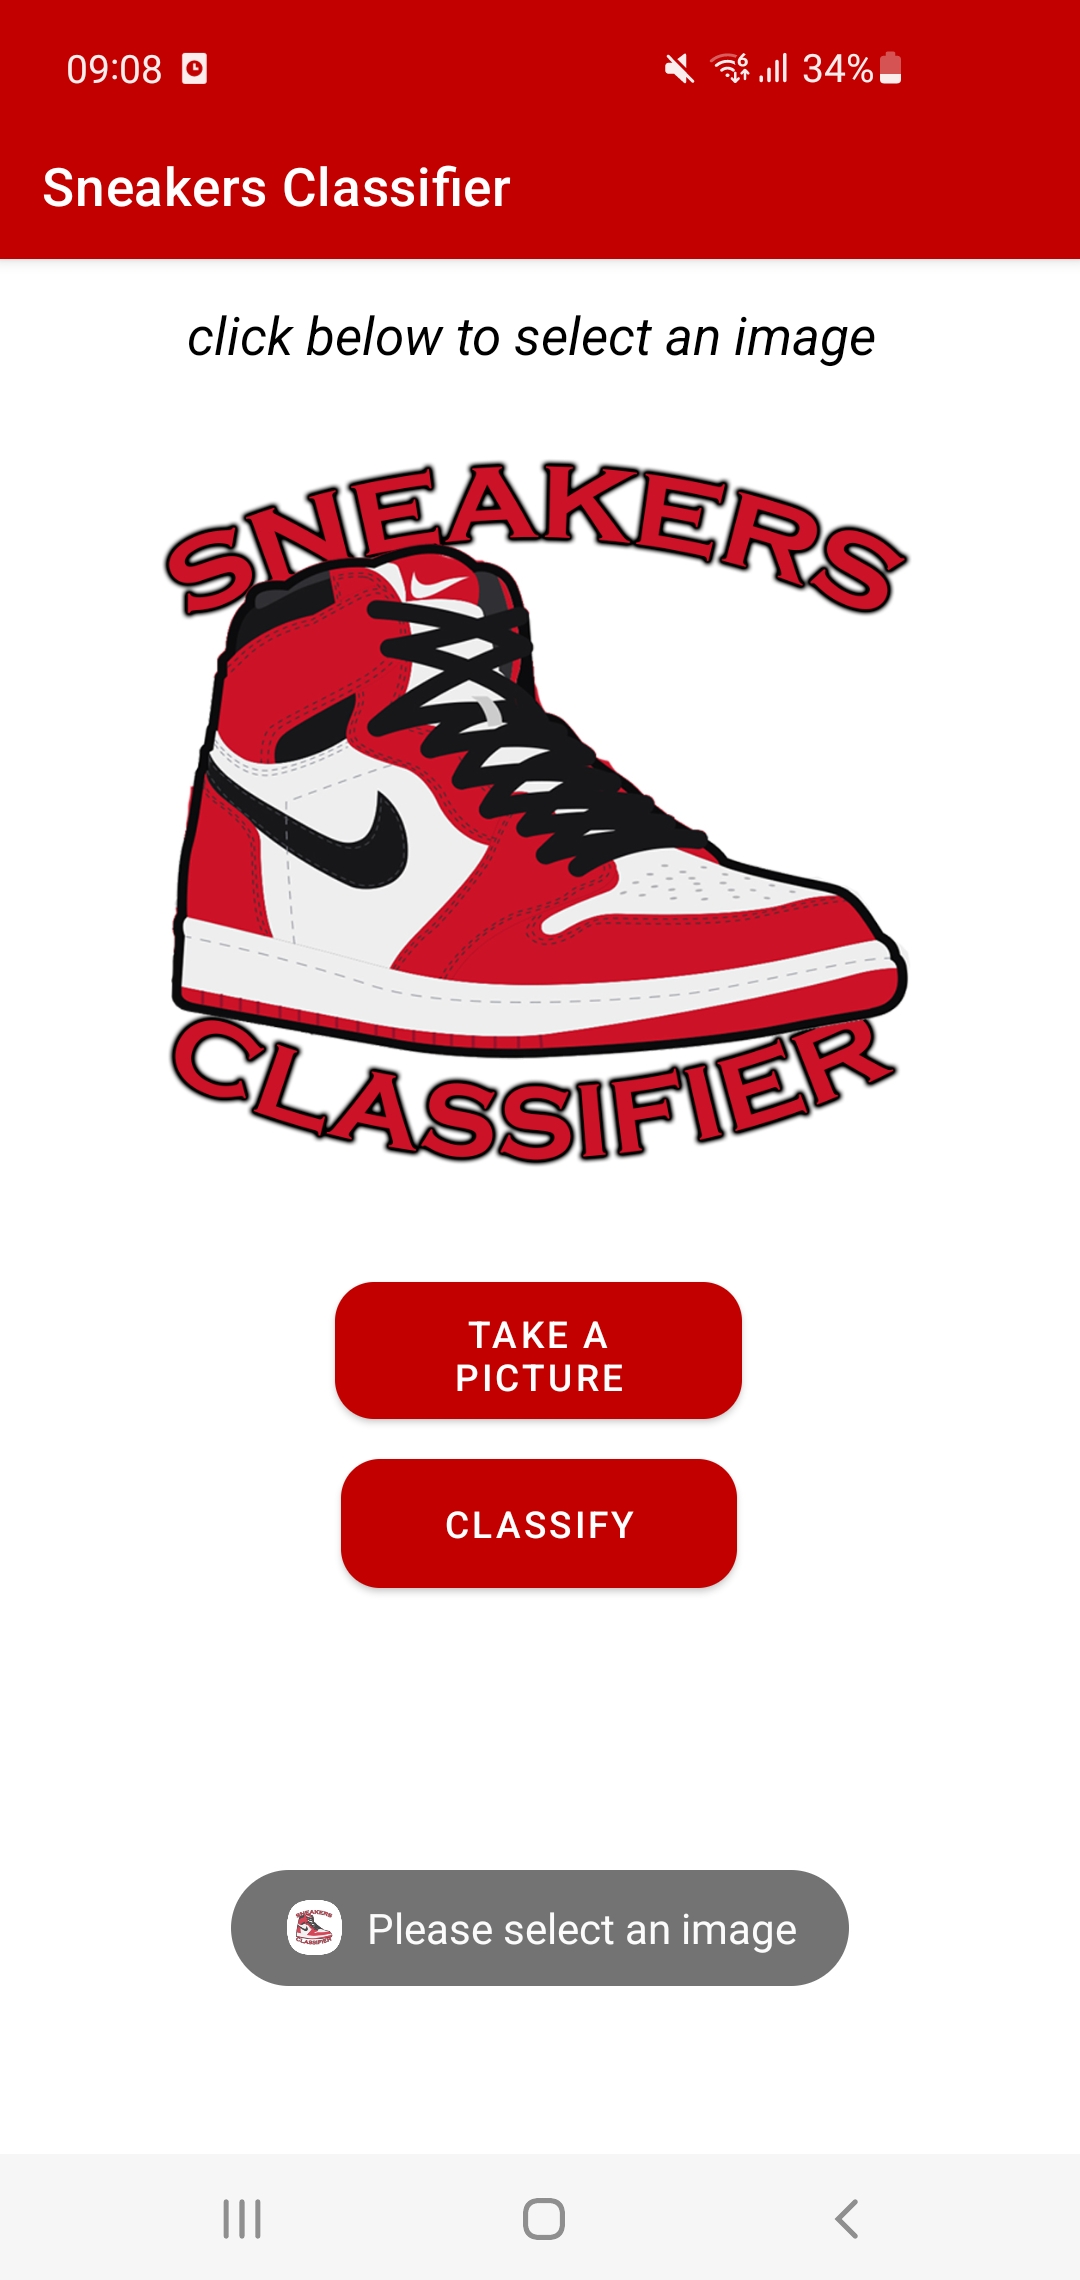 09:08
34%
Sneakers Classifier
click below to select an image
SNEAKERS
CLASSIFIER
TAKE A
PICTURE
CLASSIFY
Please select an image